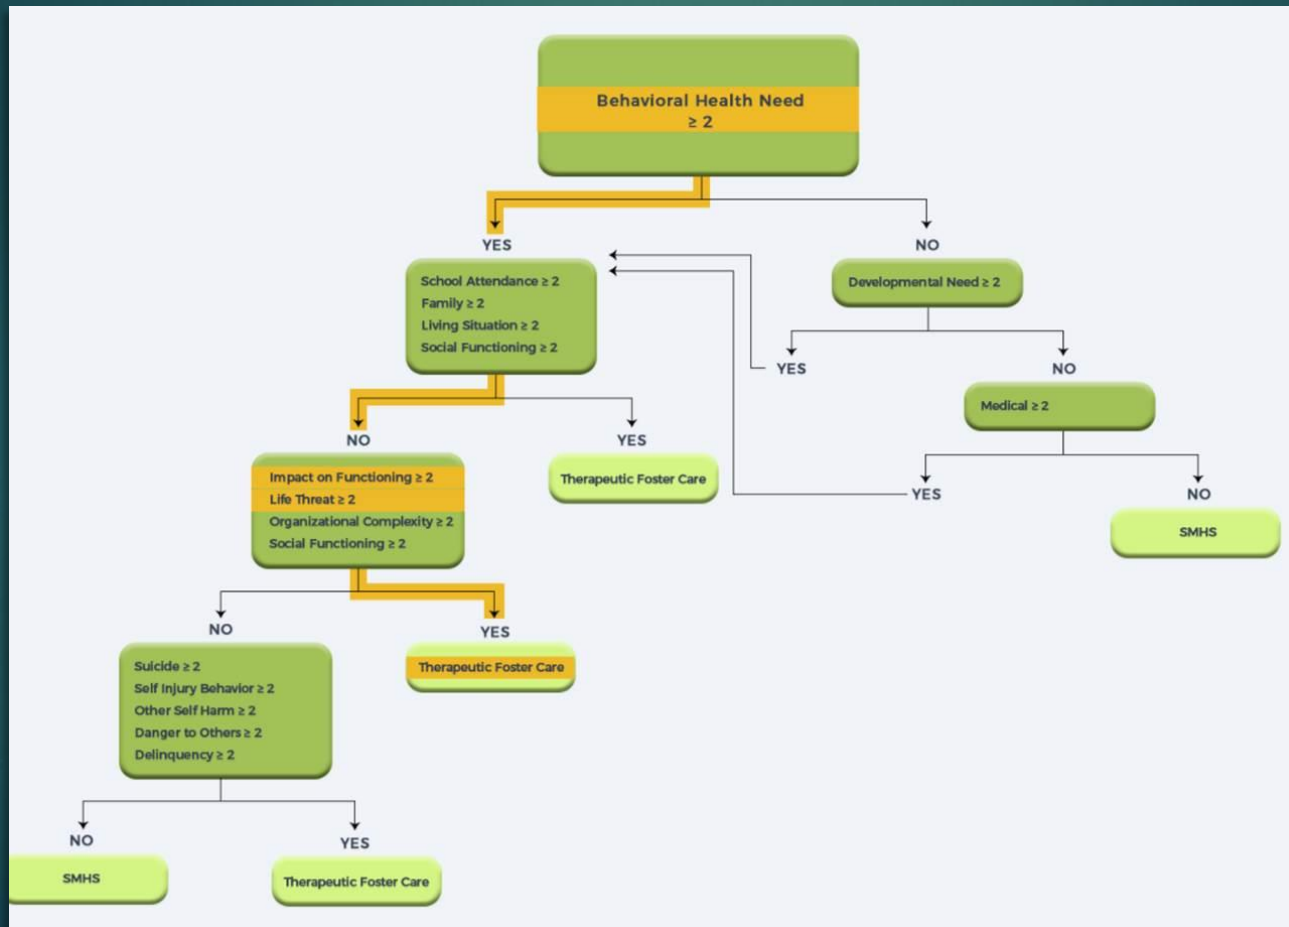 Behavioral Health Need
≥ 2
YES
NO
School Attendance ≥ 2
Family ≥ 2
Living Situation ≥ 2
Social Functioning ≥ 2
Developmental Need ≥ 2
YES
NO
Medical ≥ 2
NO
YES
Impact on Functioning ≥ 2
Life Threat ≥ 2
Organizational Complexity ≥ 2
Social Functioning ≥ 2
Therapeutic Foster Care
YES
NO
SMHS
NO
YES
Suicide ≥ 2
Self Injury Behavior ≥ 2
Other Self Harm ≥ 2
Danger to Others ≥ 2
Delinquency ≥ 2
Therapeutic Foster Care
NO
YES
SMHS
Therapeutic Foster Care